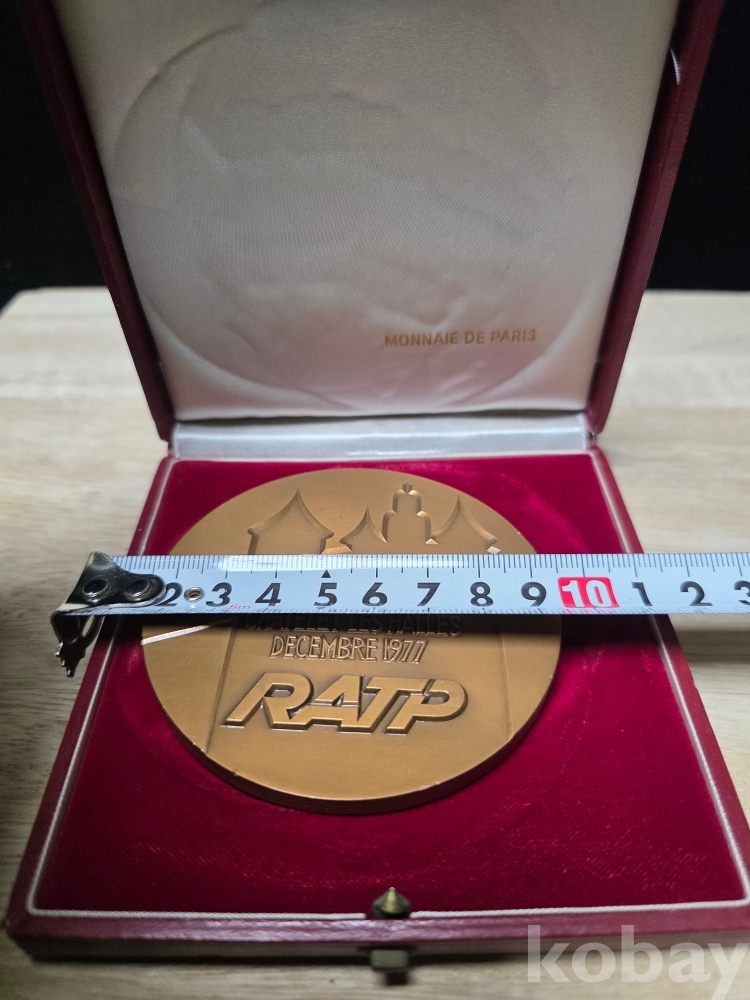 MONNAIE DE PARIS
2 3 4 5 6 7 8 9 10 1 2 3
DECEMBRE 1977
RATP
kobay